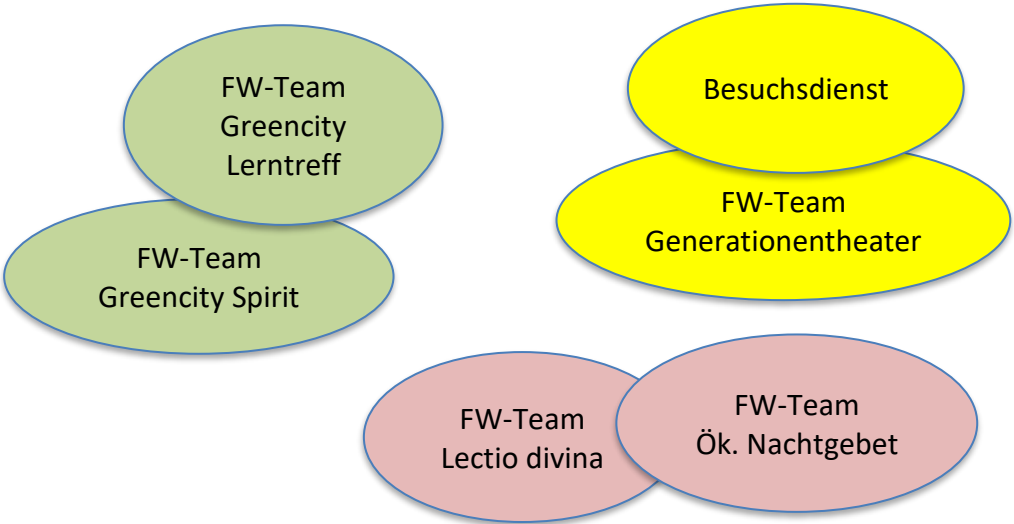 FW-Team
Greencity
Lerntreff
FW-Team
Greencity Spirit
Besuchsdienst
FW-Team
Generationentheater
FW-Team
Lectio divina
FW-Team
Ök. Nachtgebet